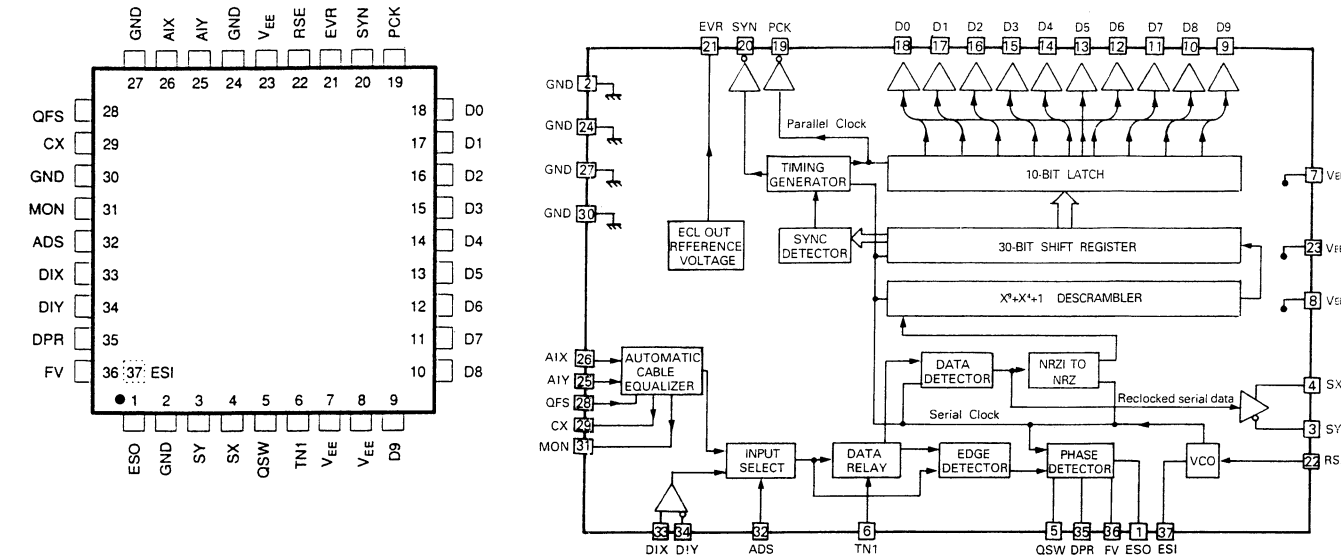 GND AIX AIY GND VEE RSE EVR SYN PCK
27 26 25 24 23 22 21 20 19
QFS 28
CX 29
GND 30
MON 31
ADS 32
DIX 33
DIY 34
DPR 35
FV 36 37 ESI
18 D0
17 D1
16 D2
15 D3
14 D4
13 D5
12 D6
11 D7
10 D8
1 2 3 4 5 6 7 8 9
ESO GND SY SX QSW TN1 VEE VEE D9
EVR SYN PCK D0 D1 D2 D3 D4 D5 D6 D7 D8 D9
21 20 19 18 17 16 15 14 13 12 11 10 9
GND 2
GND 24
GND 27
GND 30
Parallel Clock
TIMING
GENERATOR
10-BIT LATCH
7
ECL OUT
REFERENCE
VOLTAGE
SYNC
DETECTOR
30-BIT SHIFT REGISTER
23
X⁹+X⁴+1 DESCRAMBLER
8
AIX 26
AIY 25
QFS 28
CX 29
MON 31
AUTOMATIC
CABLE
EQUALIZER
DATA
DETECTOR
NRZI TO
NRZ
Reclocked serial data
4 SX
3 SY
Serial Clock
INPUT
SELECT
DATA
RELAY
EDGE
DETECTOR
PHASE
DETECTOR
VCO
22 RS
33 34 32 6 5 35 36 1 37
DIX D!Y ADS TN1 QSW DPR FV ESO ESI